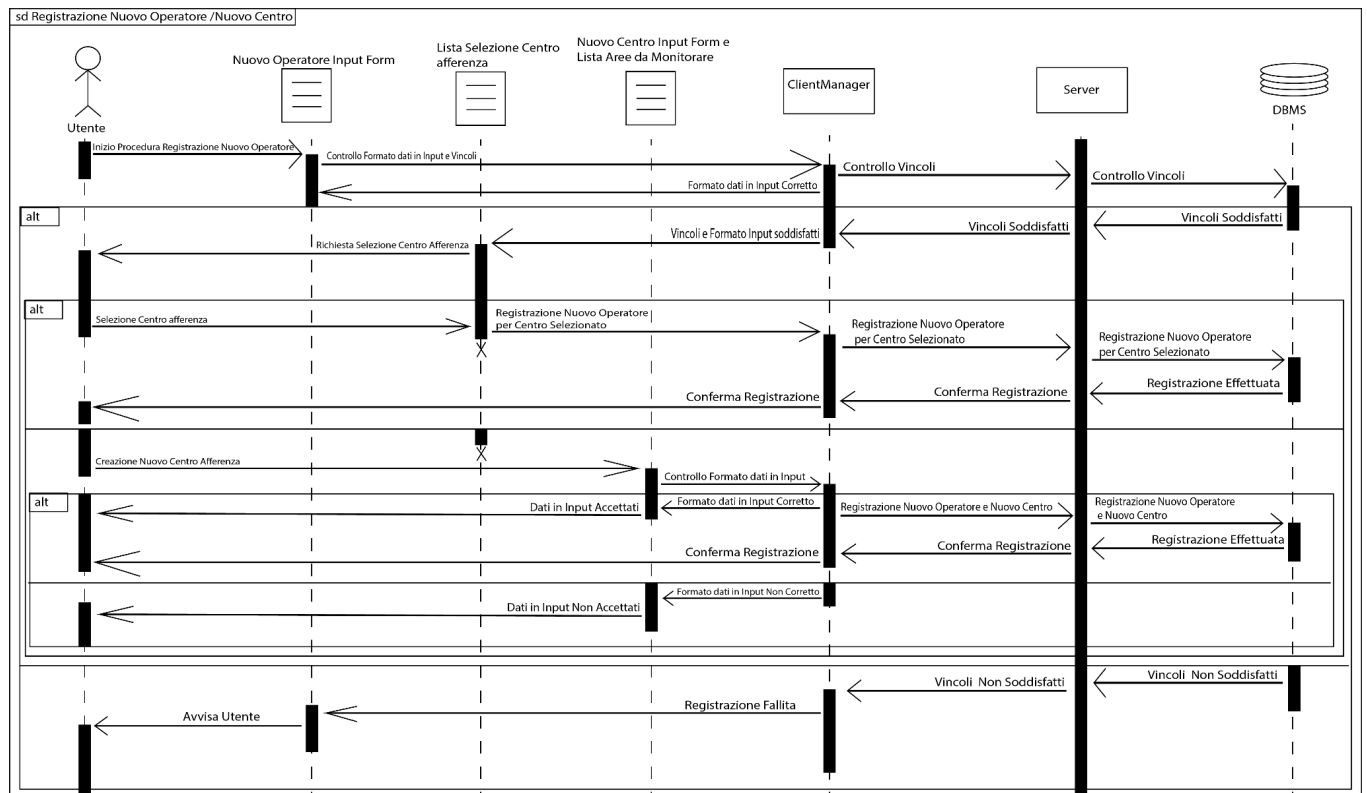 sd Registrazione Nuovo Operatore /Nuovo Centro
Utente
Nuovo Operatore Input Form
Lista Selezione Centro
afferenza
Nuovo Centro Input Form e
Lista Aree da Monitorare
ClientManager
Server
DBMS
Inizio Procedura Registrazione Nuovo Operatore
Controllo Formato dati in Input e Vincoli
Controllo Vincoli
Controllo Vincoli
Formato dati in Input Corretto
alt
Vincoli Soddisfatti
Vincoli Soddisfatti
Vincoli e Formato Input soddisfatti
Richiesta Selezione Centro Afferenza
alt
Selezione Centro afferenza
Registrazione Nuovo Operatore
per Centro Selezionato
Registrazione Nuovo Operatore
per Centro Selezionato
Registrazione Nuovo Operatore
per Centro Selezionato
Registrazione Effettuata
Conferma Registrazione
Conferma Registrazione
Creazione Nuovo Centro Afferenza
Controllo Formato dati in Input
alt
Formato dati in Input Corretto
Dati in Input Accettati
Registrazione Nuovo Operatore e Nuovo Centro
Registrazione Nuovo Operatore
e Nuovo Centro
Registrazione Effettuata
Conferma Registrazione
Conferma Registrazione
Formato dati in Input Non Corretto
Dati in Input Non Accettati
Vincoli Non Soddisfatti
Vincoli Non Soddisfatti
Registrazione Fallita
Avvisa Utente